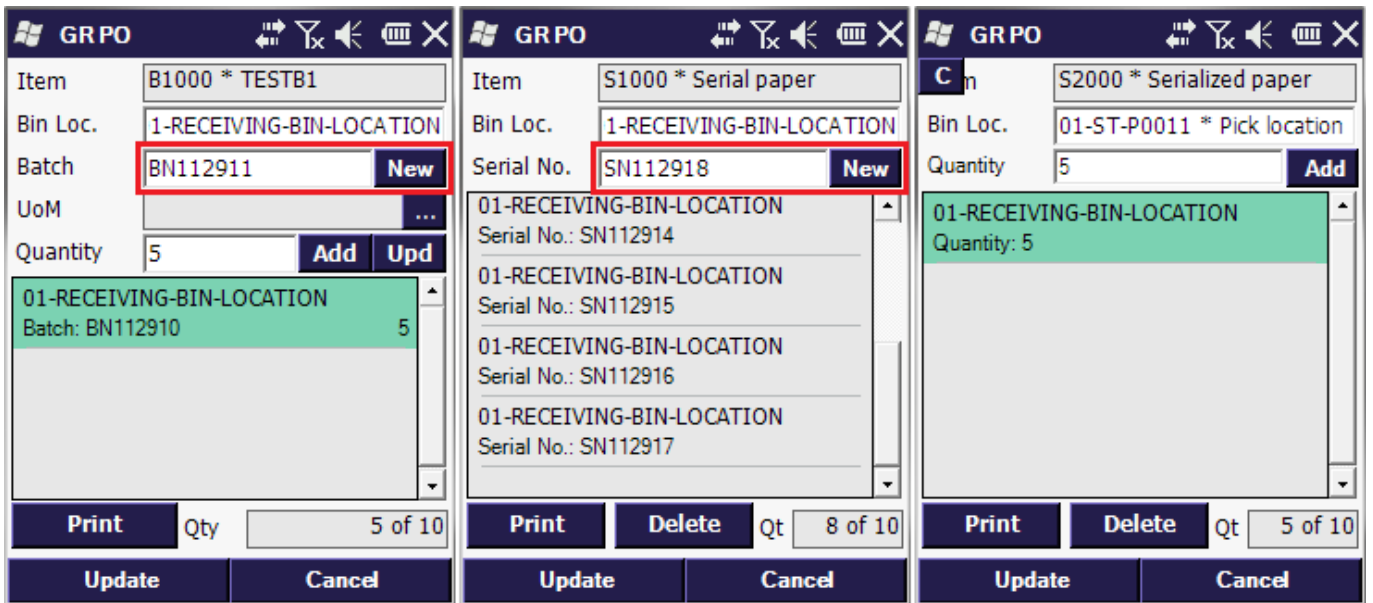 GRPO
Item B1000 * TESTB1
Bin Loc. 1-RECEIVING-BIN-LOCATION
Batch BN112911 New
UoM ...
Quantity 5 Add Upd
01-RECEIVING-BIN-LOCATION
Batch: BN112910 5
Print Qty 5 of 10
Update Cancel
GRPO
Item S1000 * Serial paper
Bin Loc. 1-RECEIVING-BIN-LOCATION
Serial No. SN112918 New
01-RECEIVING-BIN-LOCATION
Serial No.: SN112914
01-RECEIVING-BIN-LOCATION
Serial No.: SN112915
01-RECEIVING-BIN-LOCATION
Serial No.: SN112916
01-RECEIVING-BIN-LOCATION
Serial No.: SN112917
Print Delete Qt 8 of 10
Update Cancel
GRPO
C m S2000 * Serialized paper
Bin Loc. 01-ST-P0011 * Pick location
Quantity 5 Add
01-RECEIVING-BIN-LOCATION
Quantity: 5
Print Delete Qt 5 of 10
Update Cancel